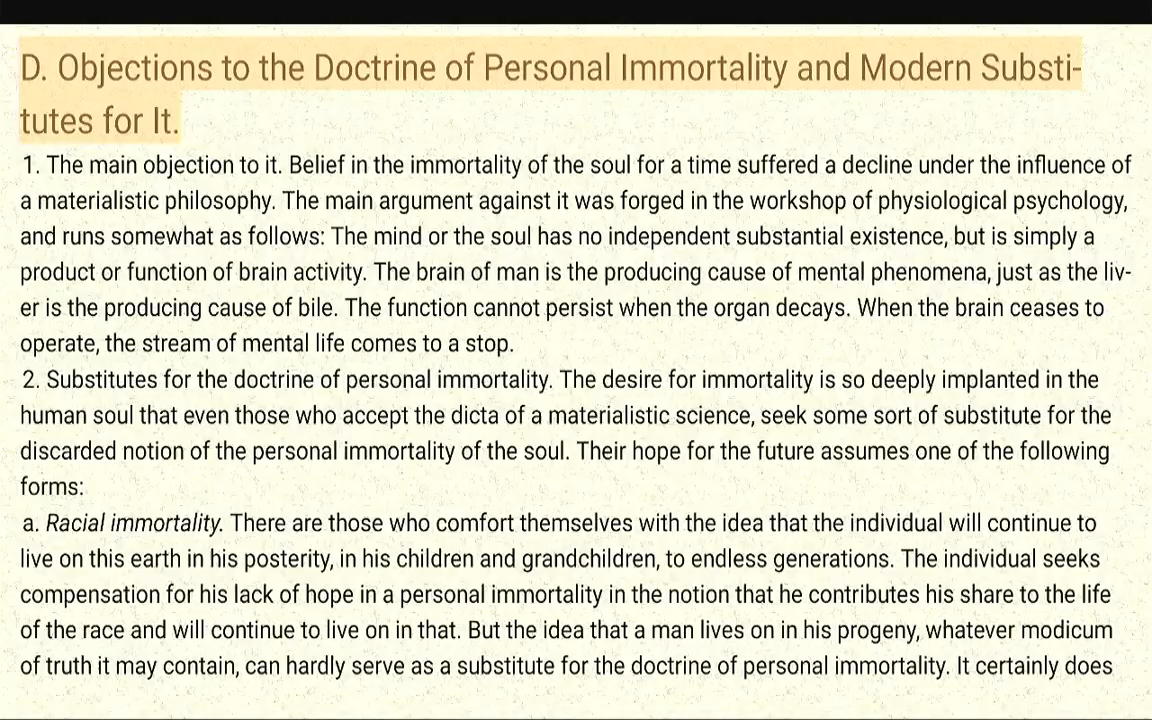 D. Objections to the Doctrine of Personal Immortality and Modern Substi-
tutes for It.
1. The main objection to it. Belief in the immortality of the soul for a time suffered a decline under the influence of
a materialistic philosophy. The main argument against it was forged in the workshop of physiological psychology,
and runs somewhat as follows: The mind or the soul has no independent substantial existence, but is simply a
product or function of brain activity. The brain of man is the producing cause of mental phenomena, just as the liv-
er is the producing cause of bile. The function cannot persist when the organ decays. When the brain ceases to
operate, the stream of mental life comes to a stop.
2. Substitutes for the doctrine of personal immortality. The desire for immortality is so deeply implanted in the
human soul that even those who accept the dicta of a materialistic science, seek some sort of substitute for the
discarded notion of the personal immortality of the soul. Their hope for the future assumes one of the following
forms:
a. Racial immortality. There are those who comfort themselves with the idea that the individual will continue to
live on this earth in his posterity, in his children and grandchildren, to endless generations. The individual seeks
compensation for his lack of hope in a personal immortality in the notion that he contributes his share to the life
of the race and will continue to live on in that. But the idea that a man lives on in his progeny, whatever modicum
of truth it may contain, can hardly serve as a substitute for the doctrine of personal immortality. It certainly does